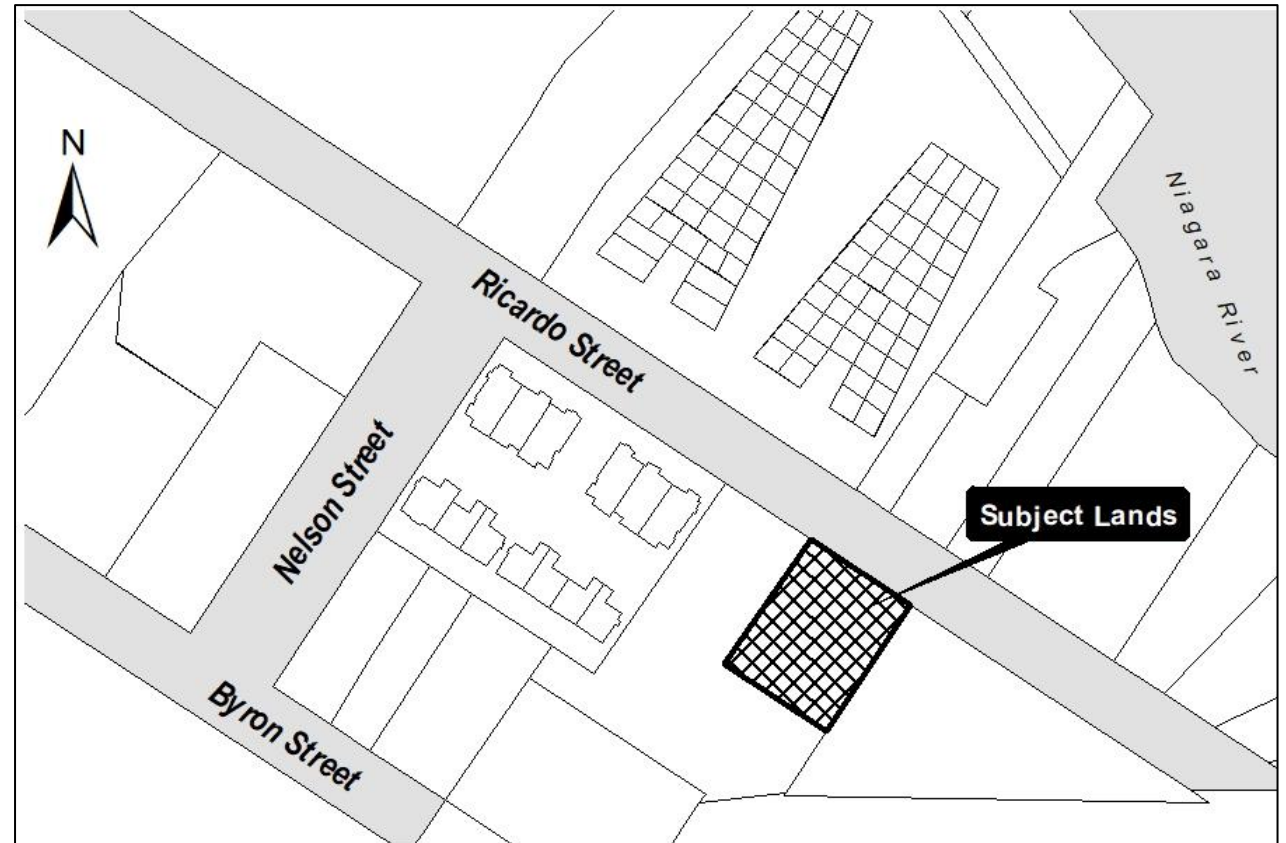 N
Niagara River
Ricardo Street
Nelson Street
Subject Lands
Byron Street